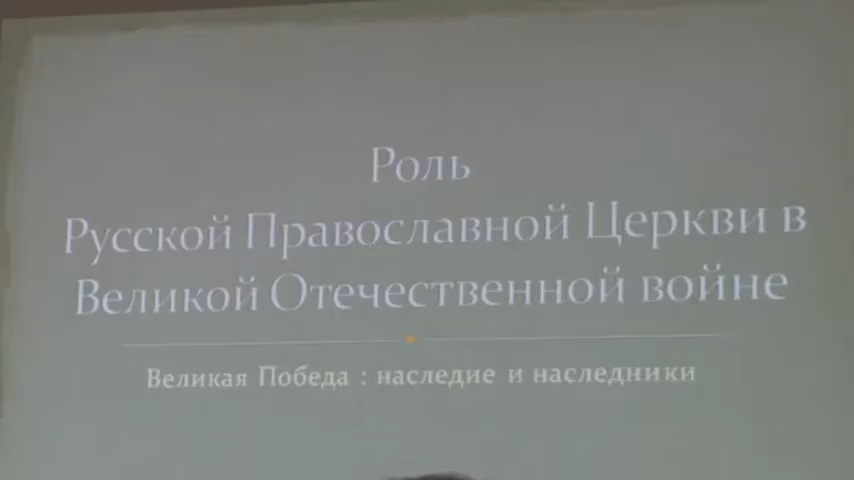 Роль
Русской Православной Церкви в
Великой Отечественной войне
Великая Победа : наследие и наследники